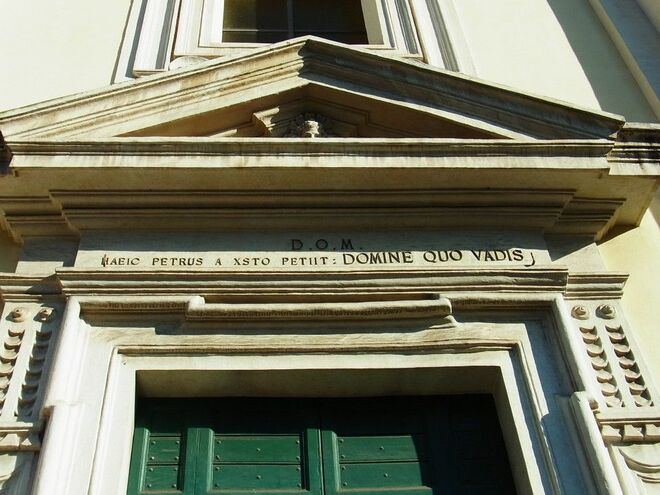 D.O.M.
HAEIC PETRUS A XSTO PETIIT: DOMINE QUO VADIS